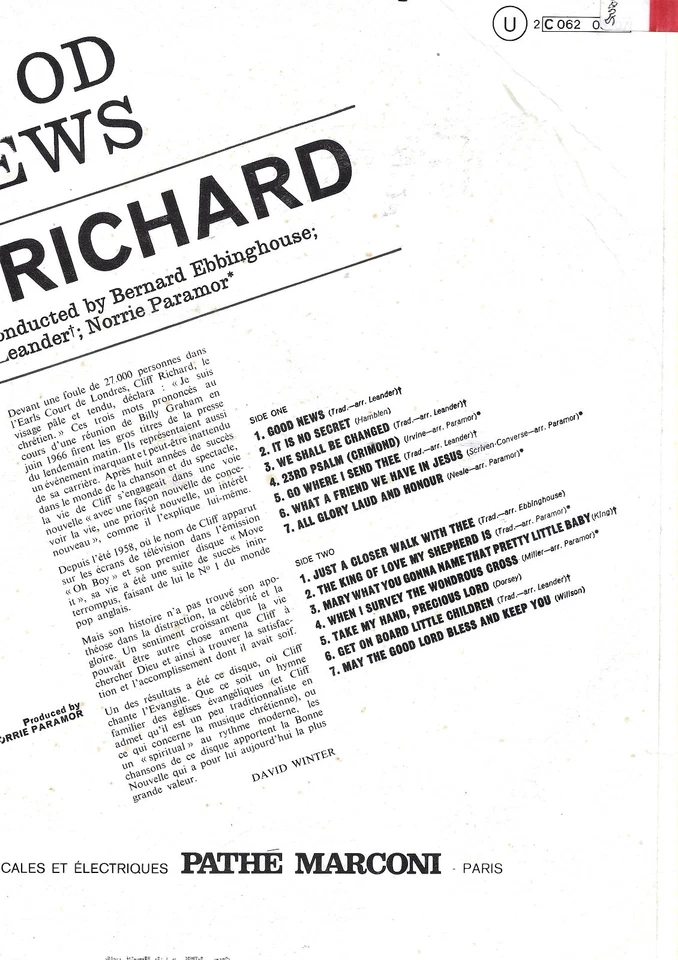 U
2 C 062
OD
EWS
RICHARD
onducted by Bernard Ebbinghouse;
Leander†; Norrie Paramor*
Devant une foule de 27.000 personnes dans
l'Earls Court de Londres, Cliff Richard, le
visage pâle et tendu, déclara : « Je suis
chrétien. » Ces trois mots prononcés au
cours d'une réunion de Billy Graham en
juin 1966 firent les gros titres de la presse
du lendemain matin. Ils représentaient aussi
un événement marquant et peut-être inattendu
de sa carrière. Après huit années de succès
dans le monde de la chanson et du spectacle,
la vie de Cliff s'engageait dans une voie
nouvelle « avec une façon nouvelle de conce-
voir la vie, une priorité nouvelle, un intérêt
nouveau », comme il l'explique lui-même.
Depuis l'été 1958, où le nom de Cliff apparut
sur les écrans de télévision dans l'émission
« Oh Boy » et son premier disque « Move
it », sa vie a été une suite de succès inin-
terrompus, faisant de lui le No 1 du monde
pop anglais.
Mais son histoire n'a pas trouvé son apo-
théose dans la distraction, la célébrité et la
gloire. Un sentiment croissant que la vie
pouvait être autre chose amena Cliff à
chercher Dieu et ainsi à trouver la satisfac-
tion et l'accomplissement dont il avait soif.
Un des résultats a été ce disque, où Cliff
chante l'Evangile. Que ce soit un hymne
familier des églises évangéliques (et Cliff
admet qu'il est un peu traditionnaliste en
ce qui concerne la musique chrétienne), ou
un « spiritual » au rythme moderne, les
chansons de ce disque apportent la Bonne
Nouvelle qui a pour lui aujourd'hui la plus
grande valeur.
DAVID WINTER
Produced by
ORRIE PARAMOR
SIDE ONE
1. GOOD NEWS (Trad.—arr. Leander)†
2. IT IS NO SECRET (Hamblen)
3. WE SHALL BE CHANGED (Trad.—arr. Leander)†
4. 23RD PSALM (CRIMOND) (Irvine—arr. Paramor)*
5. GO WHERE I SEND THEE (Trad.—arr. Leander)†
6. WHAT A FRIEND WE HAVE IN JESUS (Scriven-Converse—arr. Paramor)*
7. ALL GLORY LAUD AND HONOUR (Neale—arr. Paramor)*
SIDE TWO
1. JUST A CLOSER WALK WITH THEE (Trad.—arr. Ebbinghouse)
2. THE KING OF LOVE MY SHEPHERD IS (Trad.—arr. Paramor)*
3. MARY WHAT YOU GONNA NAME THAT PRETTY LITTLE BABY (King)†
4. WHEN I SURVEY THE WONDROUS CROSS (Miller—arr. Paramor)*
5. TAKE MY HAND, PRECIOUS LORD (Dorsey)
6. GET ON BOARD LITTLE CHILDREN (Trad.—arr. Leander)†
7. MAY THE GOOD LORD BLESS AND KEEP YOU (Willson)
CALES ET ÉLECTRIQUES PATHÉ MARCONI - PARIS